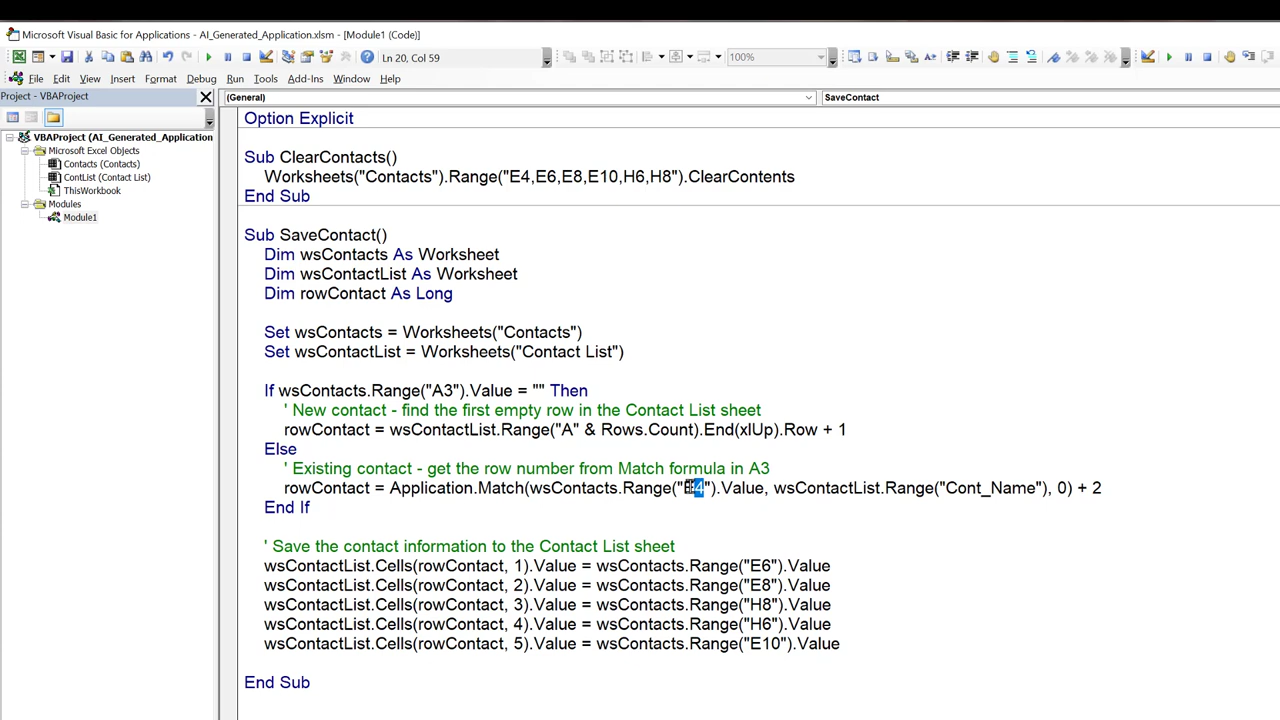 Microsoft Visual Basic for Applications - AI_Generated_Application.xlsm - [Module1 (Code)]
Ln 20, Col 59
100%
File Edit View Insert Format Debug Run Tools Add-Ins Window Help
Project - VBAProject
(General)
SaveContact
VBAProject (AI_Generated_Application
Microsoft Excel Objects
Contacts (Contacts)
ContList (Contact List)
ThisWorkbook
Modules
Module1
Option Explicit
Sub ClearContacts()
Worksheets("Contacts").Range("E4,E6,E8,E10,H6,H8").ClearContents
End Sub
Sub SaveContact()
Dim wsContacts As Worksheet
Dim wsContactList As Worksheet
Dim rowContact As Long
Set wsContacts = Worksheets("Contacts")
Set wsContactList = Worksheets("Contact List")
If wsContacts.Range("A3").Value = "" Then
' New contact - find the first empty row in the Contact List sheet
rowContact = wsContactList.Range("A" & Rows.Count).End(xlUp).Row + 1
Else
' Existing contact - get the row number from Match formula in A3
rowContact = Application.Match(wsContacts.Range("E4").Value, wsContactList.Range("Cont_Name"), 0) + 2
End If
' Save the contact information to the Contact List sheet
wsContactList.Cells(rowContact, 1).Value = wsContacts.Range("E6").Value
wsContactList.Cells(rowContact, 2).Value = wsContacts.Range("E8").Value
wsContactList.Cells(rowContact, 3).Value = wsContacts.Range("H8").Value
wsContactList.Cells(rowContact, 4).Value = wsContacts.Range("H6").Value
wsContactList.Cells(rowContact, 5).Value = wsContacts.Range("E10").Value
End Sub